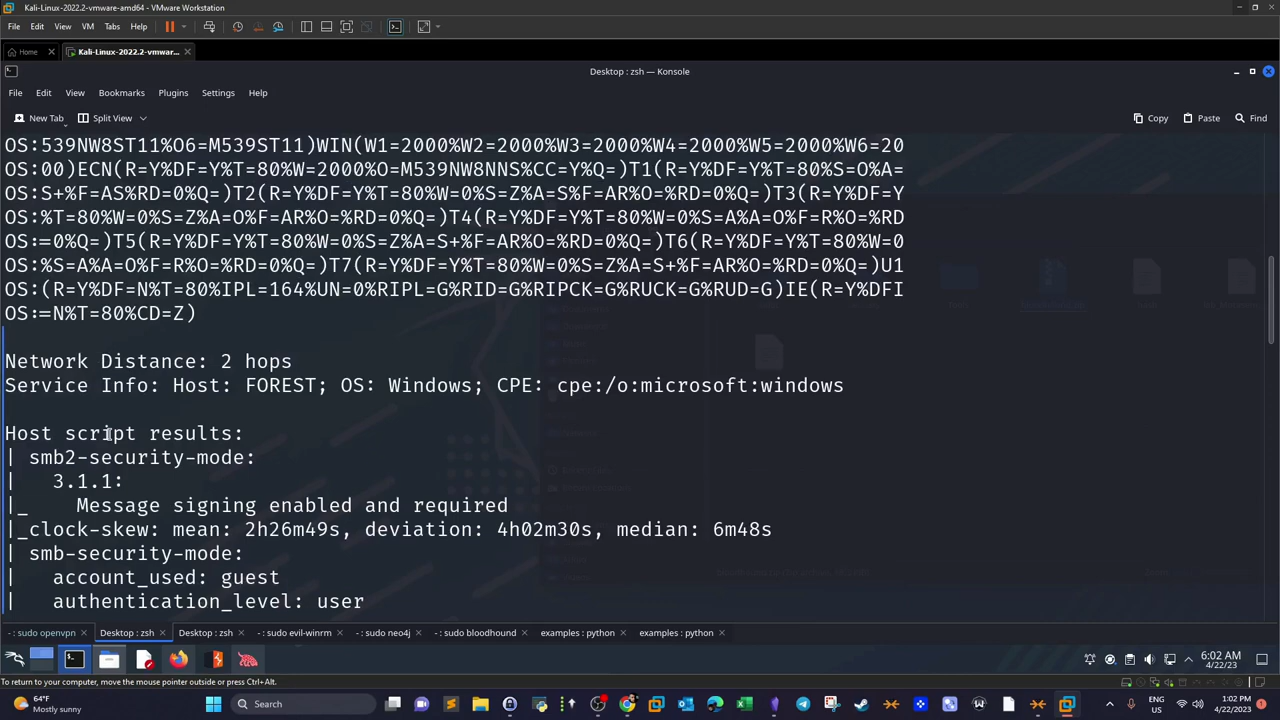 Kali-Linux-2022.2-vmware-amd64 - VMware Workstation
File Edit View VM Tabs Help
Home
Kali-Linux-2022.2-vmwar...
Desktop : zsh — Konsole
File Edit View Bookmarks Plugins Settings Help
New Tab Split View Copy Paste Find
OS:539NW8ST11%O6=M539ST11)WIN(W1=2000%W2=2000%W3=2000%W4=2000%W5=2000%W6=20
OS:00)ECN(R=Y%DF=Y%T=80%W=2000%O=M539NW8NNS%CC=Y%Q=)T1(R=Y%DF=Y%T=80%S=O%A=
OS:S+%F=AS%RD=0%Q=)T2(R=Y%DF=Y%T=80%W=0%S=Z%A=S%F=AR%O=%RD=0%Q=)T3(R=Y%DF=Y
OS:%T=80%W=0%S=Z%A=O%F=AR%O=%RD=0%Q=)T4(R=Y%DF=Y%T=80%W=0%S=A%A=O%F=R%O=%RD
OS:=0%Q=)T5(R=Y%DF=Y%T=80%W=0%S=Z%A=S+%F=AR%O=%RD=0%Q=)T6(R=Y%DF=Y%T=80%W=0
OS:%S=A%A=O%F=R%O=%RD=0%Q=)T7(R=Y%DF=Y%T=80%W=0%S=Z%A=S+%F=AR%O=%RD=0%Q=)U1
OS:(R=Y%DF=N%T=80%IPL=164%UN=0%RIPL=G%RID=G%RIPCK=G%RUCK=G%RUD=G)IE(R=Y%DFI
OS:=N%T=80%CD=Z)
Network Distance: 2 hops
Service Info: Host: FOREST; OS: Windows; CPE: cpe:/o:microsoft:windows
Host script results:
| smb2-security-mode:
|   3.1.1:
|_    Message signing enabled and required
|_clock-skew: mean: 2h26m49s, deviation: 4h02m30s, median: 6m48s
| smb-security-mode:
|   account_used: guest
|   authentication_level: user
- : sudo openvpn Desktop : zsh Desktop : zsh - : sudo evil-winrm - : sudo neo4j - : sudo bloodhound examples : python examples : python
6:02 AM
4/22/23
To return to your computer, move the mouse pointer outside or press Ctrl+Alt.
64°F
Mostly sunny
Search
ENG
US
1:02 PM
4/22/2023